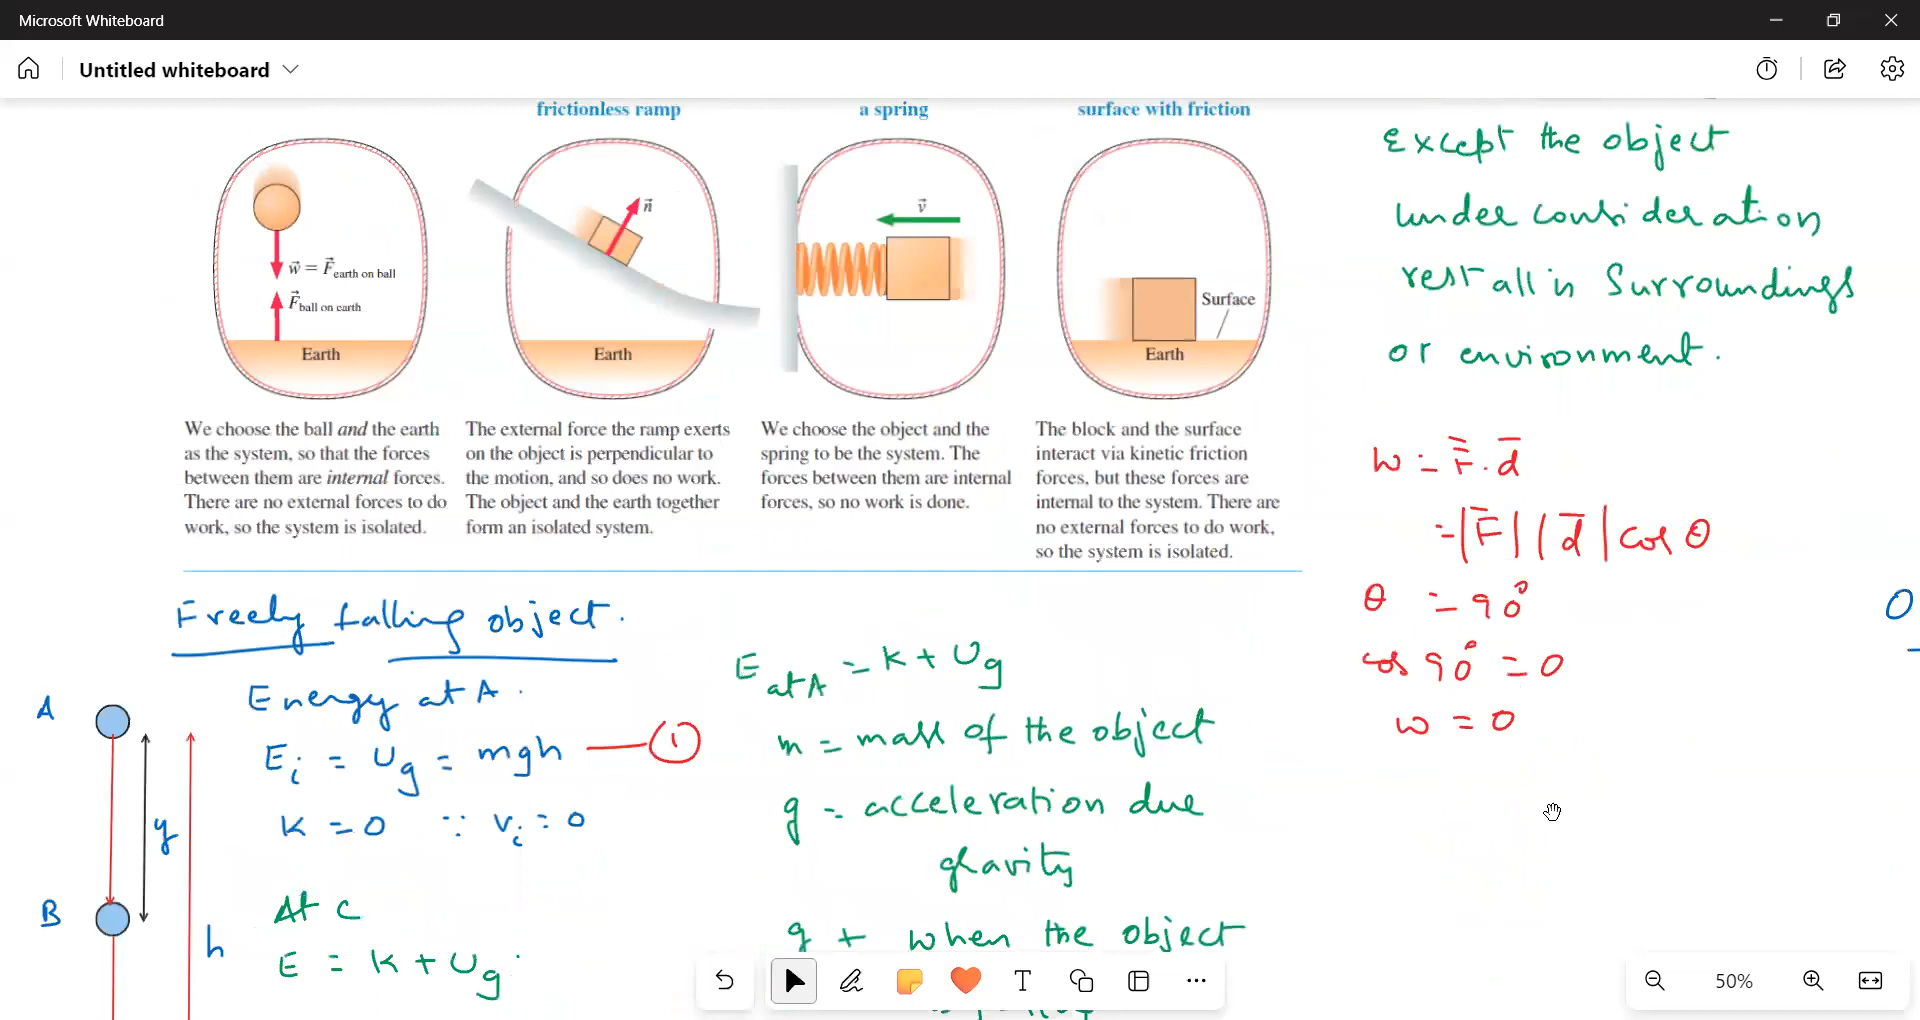 Microsoft Whiteboard
Untitled whiteboard
frictionless ramp
a spring
surface with friction
w⃗ = F⃗ earth on ball
F⃗ ball on earth
Earth
n⃗
Earth
v⃗
Surface
Earth
We choose the ball and the earth
as the system, so that the forces
between them are internal forces.
There are no external forces to do
work, so the system is isolated.
The external force the ramp exerts
on the object is perpendicular to
the motion, and so does no work.
The object and the earth together
form an isolated system.
We choose the object and the
spring to be the system. The
forces between them are internal
forces, so no work is done.
The block and the surface
interact via kinetic friction
forces, but these forces are
internal to the system. There are
no external forces to do work,
so the system is isolated.
Except the object
under consideration
rest all in Surroundings
or environment.
W = F̄ . d̄
= |F̄| |d̄| cos θ
θ = 90°
cos 90° = 0
w = 0
Freely falling object.
Energy at A.
Ei = Ug = mgh — 1
K = 0 ∵ vi = 0
At C
E = K + Ug
A
y
B
h
E at A = K + Ug
m = mass of the object
g = acceleration due
gravity
g + when the object
0
T
50%